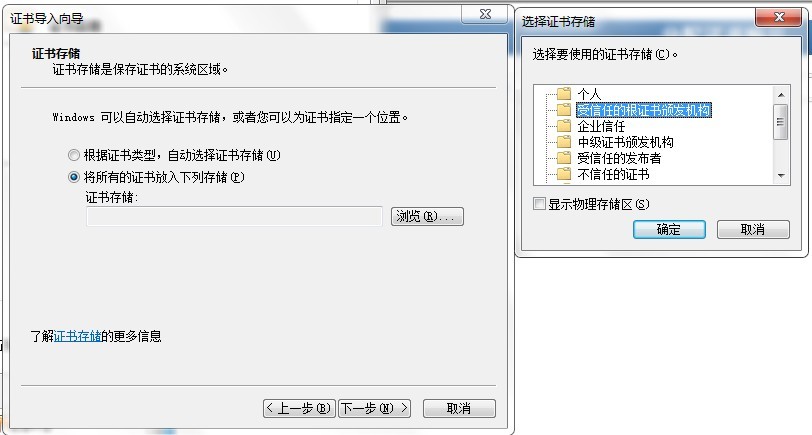 证书导入向导
证书存储
证书存储是保存证书的系统区域。
Windows 可以自动选择证书存储，或者您可以为证书指定一个位置。
根据证书类型，自动选择证书存储(U)
将所有的证书放入下列存储(P)
证书存储:
浏览(R)...
了解证书存储的更多信息
< 上一步(B)
下一步(N) >
取消
选择证书存储
选择要使用的证书存储(C)。
个人
受信任的根证书颁发机构
企业信任
中级证书颁发机构
受信任的发布者
不信任的证书
显示物理存储区(S)
确定
取消